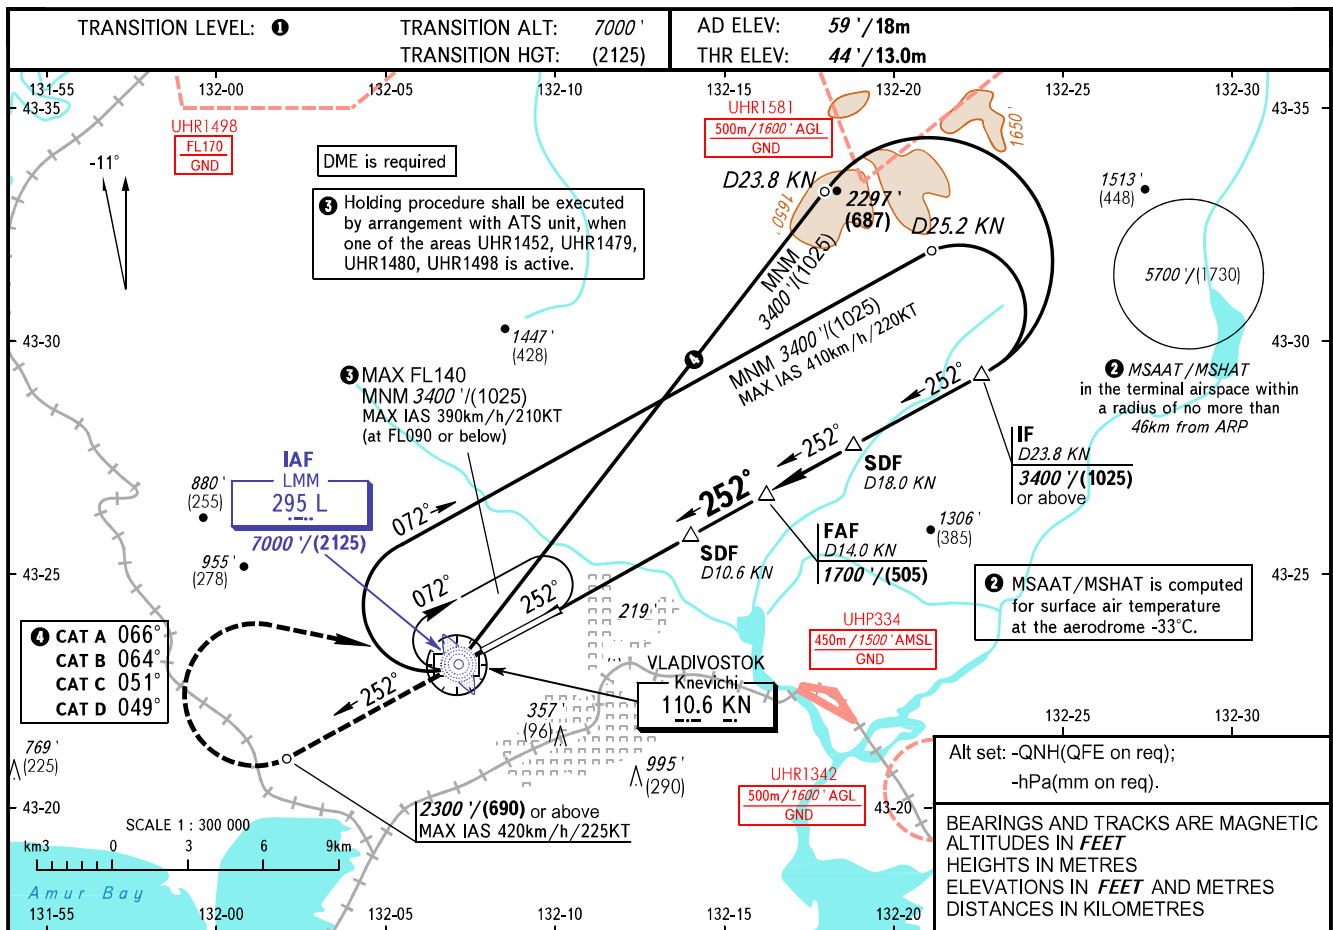 TRANSITION LEVEL: ❶
TRANSITION ALT: 7000 '
TRANSITION HGT: (2125)
AD ELEV: 59 '/18m
THR ELEV: 44 '/13.0m
131-55
132-00
132-05
132-10
132-15
132-20
132-25
132-30
43-35
43-35
UHR1498
FL170
GND
-11°
DME is required
❸ Holding procedure shall be executed
by arrangement with ATS unit, when
one of the areas UHR1452, UHR1479,
UHR1480, UHR1498 is active.
UHR1581
500m/1600 ' AGL
GND
1650 '
D23.8 KN
2297 '
(687)
1650 '
D25.2 KN
1513 '
(448)
5700 '/(1730)
MNM
3400 '/(1025)
❹
MNM 3400 '/(1025)
MAX IAS 410km/h/220KT
1447 '
(428)
43-30
43-30
❷ MSAAT/MSHAT
in the terminal airspace within
a radius of no more than
46km from ARP
❸ MAX FL140
MNM 3400 '/(1025)
MAX IAS 390km/h/210KT
(at FL090 or below)
252°
252°
252°
IF
D23.8 KN
3400 '/(1025)
or above
SDF
D18.0 KN
FAF
D14.0 KN
1700 '/(505)
SDF
D10.6 KN
1306 '
(385)
IAF
LMM
295 L
7000 '/(2125)
880 '
(255)
955 '
(278)
072°
072°
252°
43-25
43-25
❷ MSAAT/MSHAT is computed
for surface air temperature
at the aerodrome -33°C.
219 '
UHP334
450m/1500 ' AMSL
GND
❹ CAT A 066°
CAT B 064°
CAT C 051°
CAT D 049°
252°
VLADIVOSTOK
Knevichi
110.6 KN
357 '
(96)
995 '
(290)
769 '
(225)
132-25
132-30
UHR1342
500m/1600 ' AGL
GND
2300 '/(690) or above
MAX IAS 420km/h/225KT
43-20
43-20
SCALE 1 : 300 000
km3 0 3 6 9km
Amur Bay
131-55
132-00
132-05
132-10
132-15
132-20
Alt set: -QNH(QFE on req);
-hPa(mm on req).
BEARINGS AND TRACKS ARE MAGNETIC
ALTITUDES IN FEET
HEIGHTS IN METRES
ELEVATIONS IN FEET AND METRES
DISTANCES IN KILOMETRES